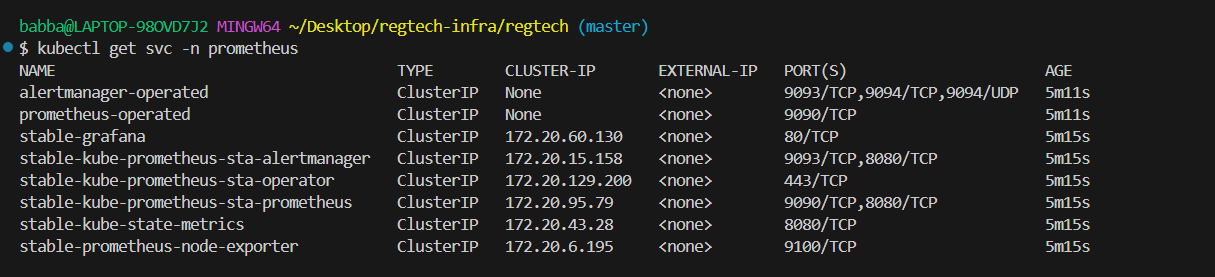 babba@LAPTOP-98OVD7J2 MINGW64 ~/Desktop/regtech-infra/regtech (master)
$ kubectl get svc -n prometheus
NAME TYPE CLUSTER-IP EXTERNAL-IP PORT(S) AGE
alertmanager-operated ClusterIP None <none> 9093/TCP,9094/TCP,9094/UDP 5m11s
prometheus-operated ClusterIP None <none> 9090/TCP 5m11s
stable-grafana ClusterIP 172.20.60.130 <none> 80/TCP 5m15s
stable-kube-prometheus-sta-alertmanager ClusterIP 172.20.15.158 <none> 9093/TCP,8080/TCP 5m15s
stable-kube-prometheus-sta-operator ClusterIP 172.20.129.200 <none> 443/TCP 5m15s
stable-kube-prometheus-sta-prometheus ClusterIP 172.20.95.79 <none> 9090/TCP,8080/TCP 5m15s
stable-kube-state-metrics ClusterIP 172.20.43.28 <none> 8080/TCP 5m15s
stable-prometheus-node-exporter ClusterIP 172.20.6.195 <none> 9100/TCP 5m15s